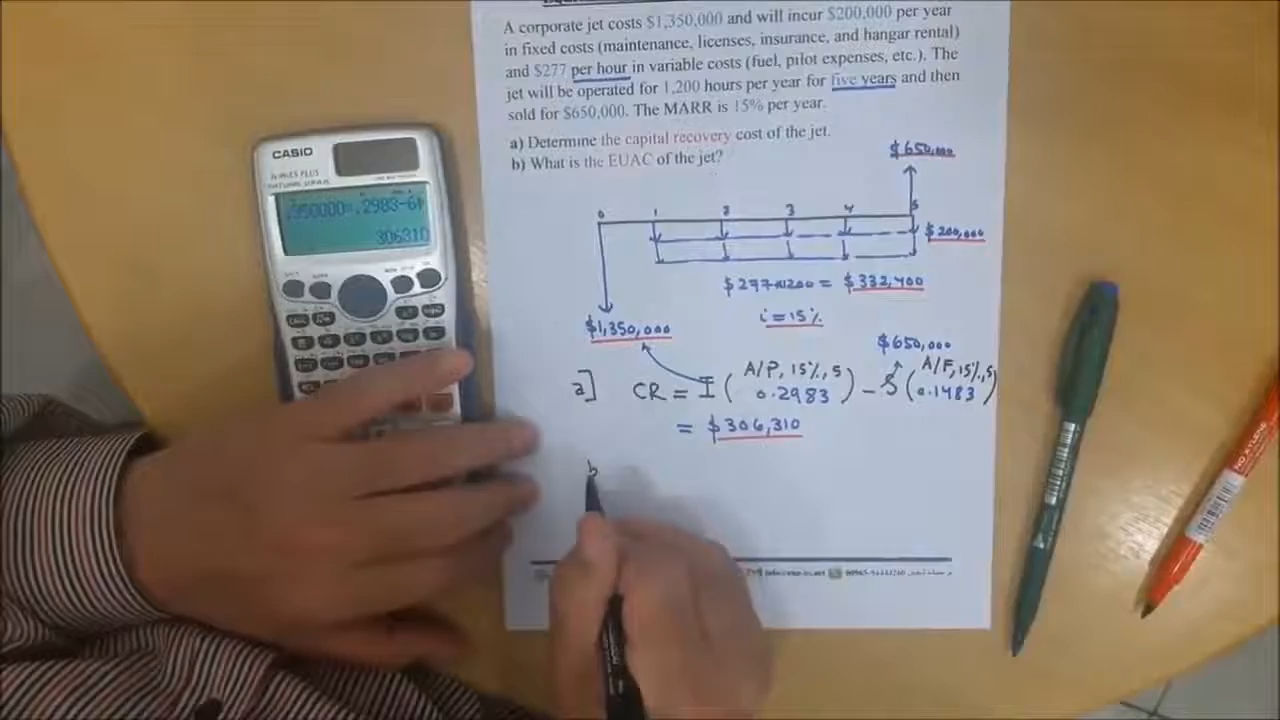 A corporate jet costs $1,350,000 and will incur $200,000 per year
in fixed costs (maintenance, licenses, insurance, and hangar rental)
and $277 per hour in variable costs (fuel, pilot expenses, etc.). The
jet will be operated for 1,200 hours per year for five years and then
sold for $650,000. The MARR is 15% per year.
a) Determine the capital recovery cost of the jet.
b) What is the EUAC of the jet?
CASIO
.2983-6
306310
$650,000
0 1 2 3 4 5
$200,000
$277*1200 = $332,400
$1,350,000
i = 15%
$650,000
A/P, 15%, 5
A/F, 15%, 5
a] CR = I ( 0.2983 ) - S ( 0.1483 )
= $306,310
b
NO XYLENE